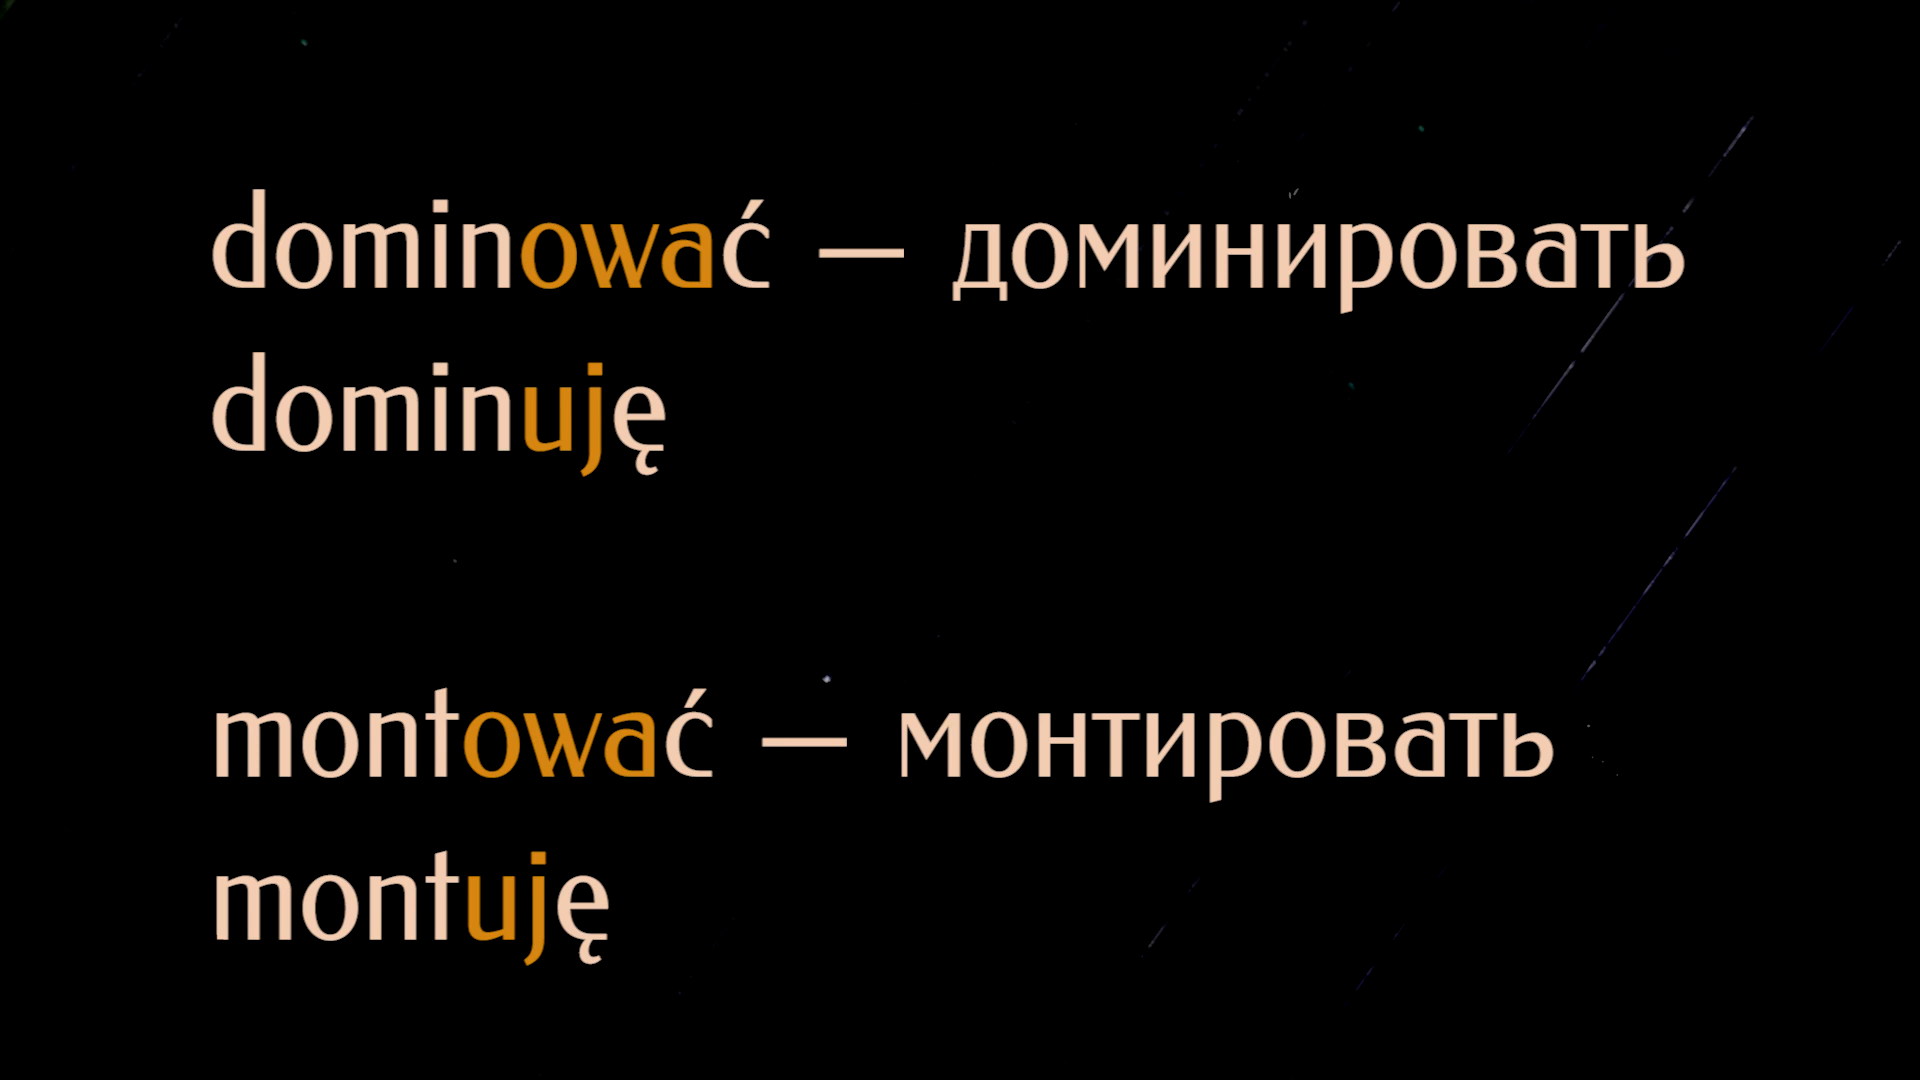 dominować — доминировать
dominuję
montować — монтировать
montuję